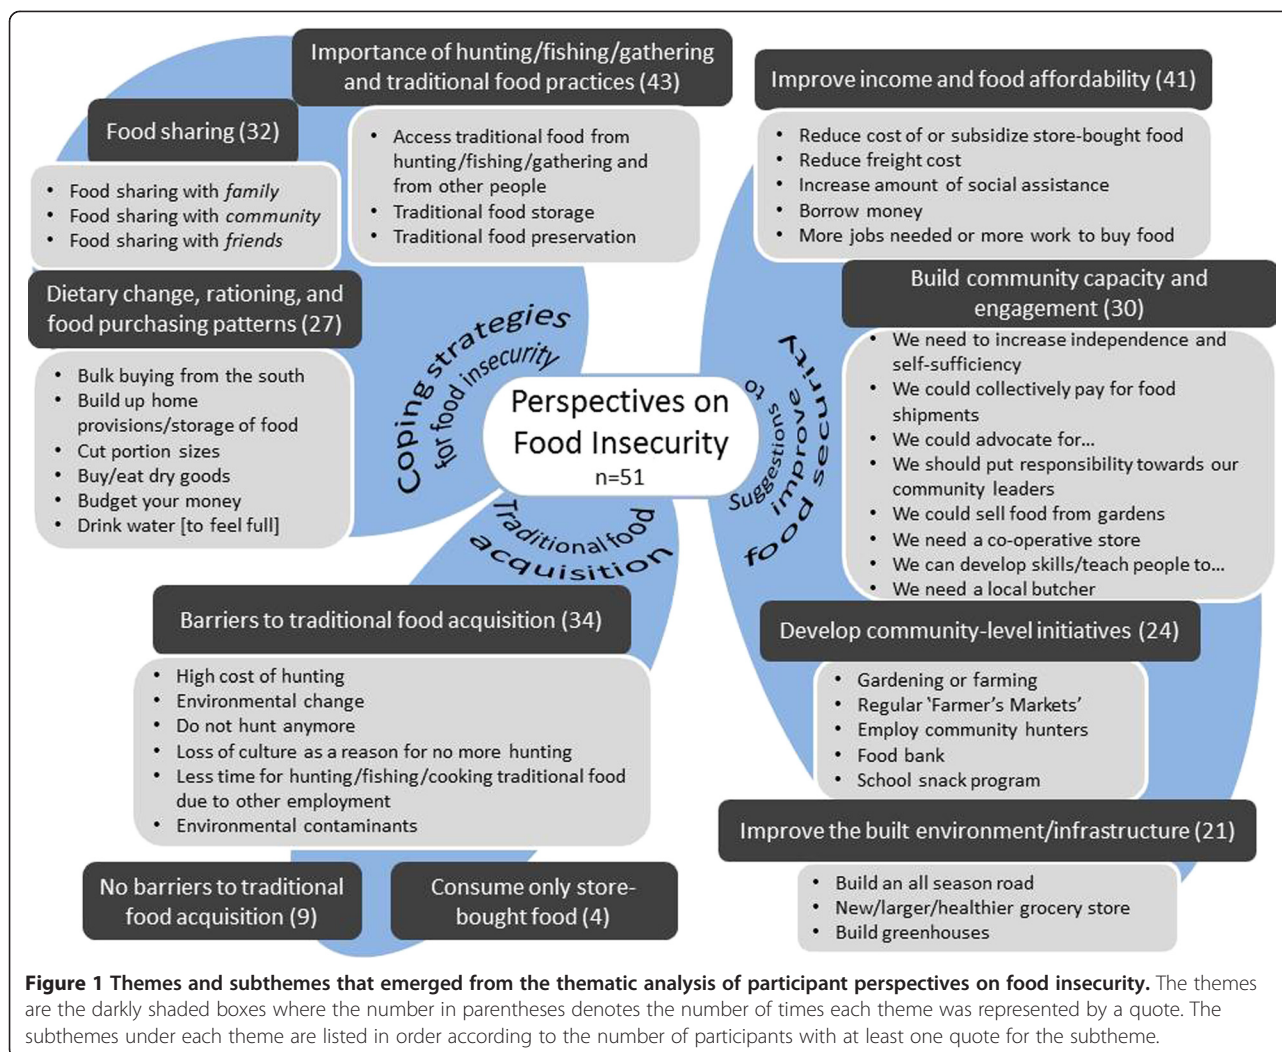 Importance of hunting/fishing/gathering
and traditional food practices (43)
• Access traditional food from
hunting/fishing/gathering and
from other people
• Traditional food storage
• Traditional food preservation
Food sharing (32)
• Food sharing with family
• Food sharing with community
• Food sharing with friends
Dietary change, rationing, and
food purchasing patterns (27)
• Bulk buying from the south
• Build up home
provisions/storage of food
• Cut portion sizes
• Buy/eat dry goods
• Budget your money
• Drink water [to feel full]
Coping strategies
for food insecurity
Perspectives on
Food Insecurity
n=51
Suggestions to
improve
food security
Traditional food
acquisition
Improve income and food affordability (41)
• Reduce cost of or subsidize store-bought food
• Reduce freight cost
• Increase amount of social assistance
• Borrow money
• More jobs needed or more work to buy food
Build community capacity and
engagement (30)
• We need to increase independence and
self-sufficiency
• We could collectively pay for food
shipments
• We could advocate for...
• We should put responsibility towards our
community leaders
• We could sell food from gardens
• We need a co-operative store
• We can develop skills/teach people to...
• We need a local butcher
Develop community-level initiatives (24)
• Gardening or farming
• Regular 'Farmer's Markets'
• Employ community hunters
• Food bank
• School snack program
Improve the built environment/infrastructure (21)
• Build an all season road
• New/larger/healthier grocery store
• Build greenhouses
Barriers to traditional food acquisition (34)
• High cost of hunting
• Environmental change
• Do not hunt anymore
• Loss of culture as a reason for no more hunting
• Less time for hunting/fishing/cooking traditional food
due to other employment
• Environmental contaminants
No barriers to traditional
food acquisition (9)
Consume only store-
bought food (4)
Figure 1 Themes and subthemes that emerged from the thematic analysis of participant perspectives on food insecurity. The themes
are the darkly shaded boxes where the number in parentheses denotes the number of times each theme was represented by a quote. The
subthemes under each theme are listed in order according to the number of participants with at least one quote for the subtheme.